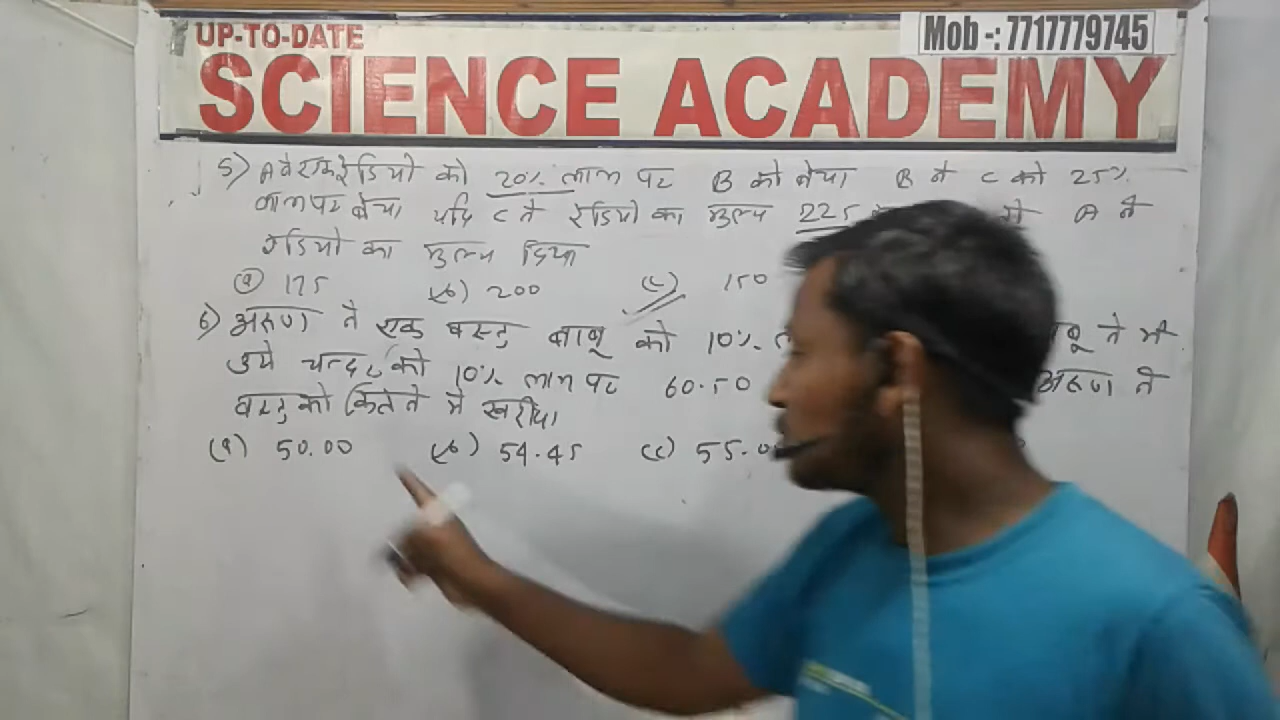 UP-TO-DATE
Mob -: 7717779745
SCIENCE ACADEMY
5) A ने एक रेडियो को 20% लाभ पर B को बेचा B ने C को 25%
लाभ पर बेचा यदि C ने रेडियो का मुल्य 225 A ने
रेडियो का मुल्य दिया
(a) 175 (b) 200 (c) 150
6) अरूण ने एक वस्तु बाबू को 10% बू ने भी
उसे चन्दर को 10% लाभ पर 60.50 अरूण ने
वस्तु को कितने में खरीदा
(a) 50.00 (b) 54.45 (c) 55.0